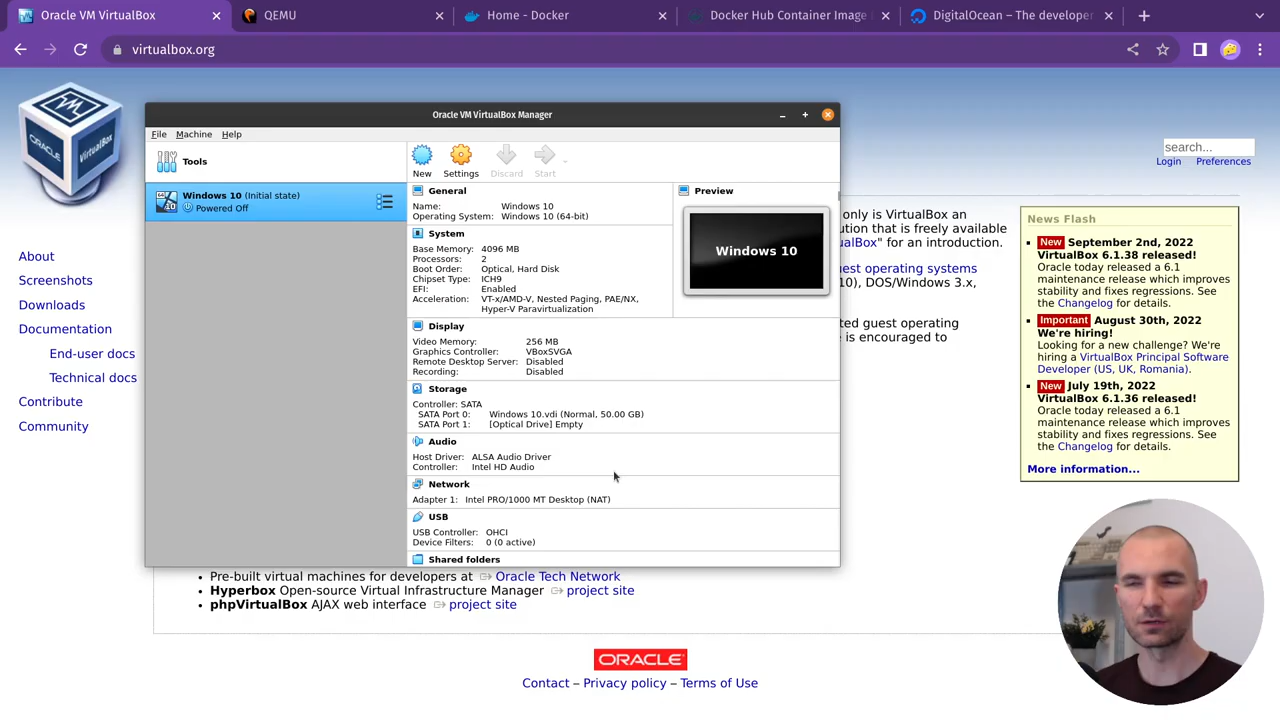 Oracle VM VirtualBox
QEMU
Home - Docker
Docker Hub Container Image
DigitalOcean – The developer
virtualbox.org
Oracle VM VirtualBox Manager
File Machine Help
Tools
New Settings Discard Start
Windows 10 (Initial state)
Powered Off
General
Name: Windows 10
Operating System: Windows 10 (64-bit)
System
Base Memory: 4096 MB
Processors: 2
Boot Order: Optical, Hard Disk
Chipset Type: ICH9
EFI: Enabled
Acceleration: VT-x/AMD-V, Nested Paging, PAE/NX,
Hyper-V Paravirtualization
Display
Video Memory: 256 MB
Graphics Controller: VBoxSVGA
Remote Desktop Server: Disabled
Recording: Disabled
Storage
Controller: SATA
SATA Port 0: Windows 10.vdi (Normal, 50.00 GB)
SATA Port 1: [Optical Drive] Empty
Audio
Host Driver: ALSA Audio Driver
Controller: Intel HD Audio
Network
Adapter 1: Intel PRO/1000 MT Desktop (NAT)
USB
USB Controller: OHCI
Device Filters: 0 (0 active)
Shared folders
Preview
Windows 10
ORACLE
VirtualBox
About
Screenshots
Downloads
Documentation
End-user docs
Technical docs
Contribute
Community
search...
Login Preferences
only is VirtualBox an
ution that is freely available
ualBox" for an introduction.
uest operating systems
10), DOS/Windows 3.x,
ted guest operating
e is encouraged to
News Flash
New September 2nd, 2022
VirtualBox 6.1.38 released!
Oracle today released a 6.1
maintenance release which improves
stability and fixes regressions. See
the Changelog for details.
Important August 30th, 2022
We're hiring!
Looking for a new challenge? We're
hiring a VirtualBox Principal Software
Developer (US, UK, Romania).
New July 19th, 2022
VirtualBox 6.1.36 released!
Oracle today released a 6.1
maintenance release which improves
stability and fixes regressions. See
the Changelog for details.
More information...
Pre-built virtual machines for developers at Oracle Tech Network
Hyperbox Open-source Virtual Infrastructure Manager project site
phpVirtualBox AJAX web interface project site
ORACLE
Contact – Privacy policy – Terms of Use